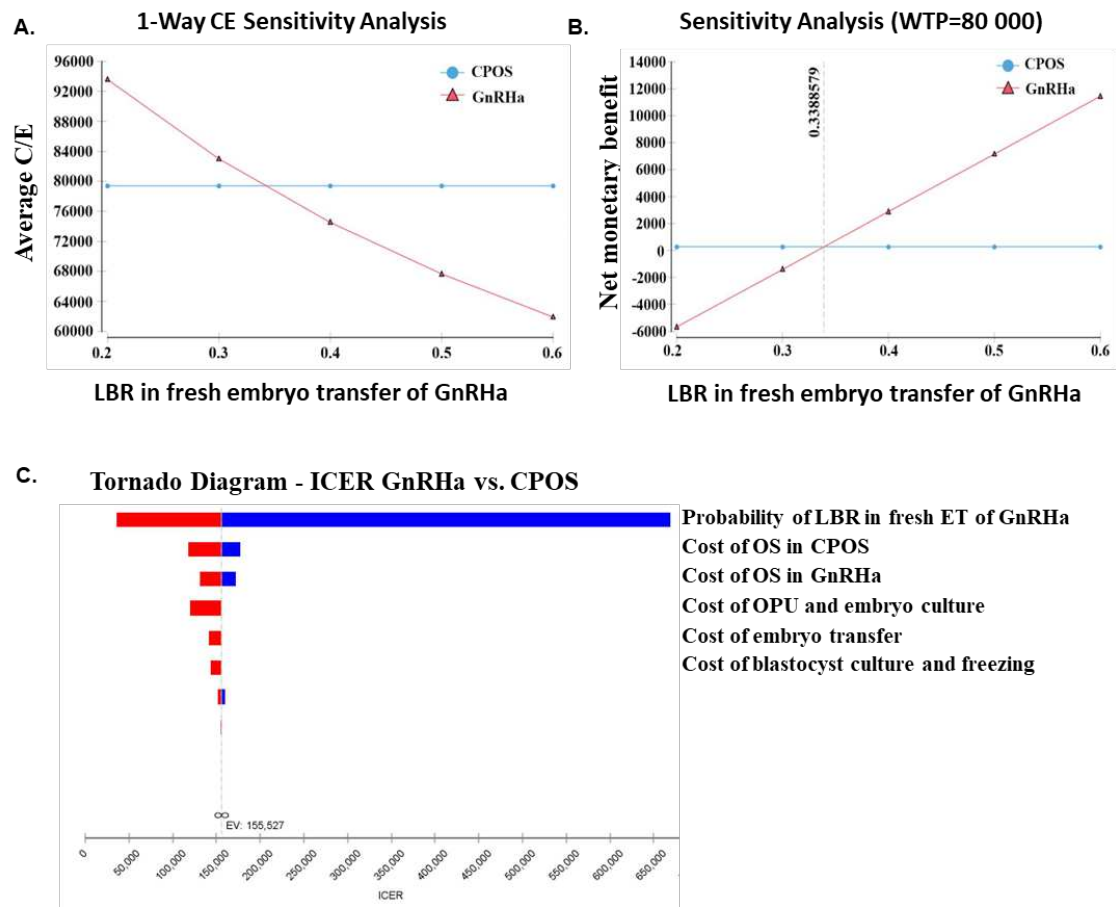 A.
1-Way CE Sensitivity Analysis
96000
92000
88000
84000
80000
76000
72000
68000
64000
60000
Average C/E
CPOS
GnRHa
0.2 0.3 0.4 0.5 0.6
LBR in fresh embryo transfer of GnRHa
B.
Sensitivity Analysis (WTP=80 000)
14000
12000
10000
8000
6000
4000
2000
0
-2000
-4000
-6000
Net monetary benefit
0.3388579
CPOS
GnRHa
0.2 0.3 0.4 0.5 0.6
LBR in fresh embryo transfer of GnRHa
C.
Tornado Diagram - ICER GnRHa vs. CPOS
Probability of LBR in fresh ET of GnRHa
Cost of OS in CPOS
Cost of OS in GnRHa
Cost of OPU and embryo culture
Cost of embryo transfer
Cost of blastocyst culture and freezing
EV: 155,527
0 50,000 100,000 150,000 200,000 250,000 300,000 350,000 400,000 450,000 500,000 550,000 600,000 650,000
ICER